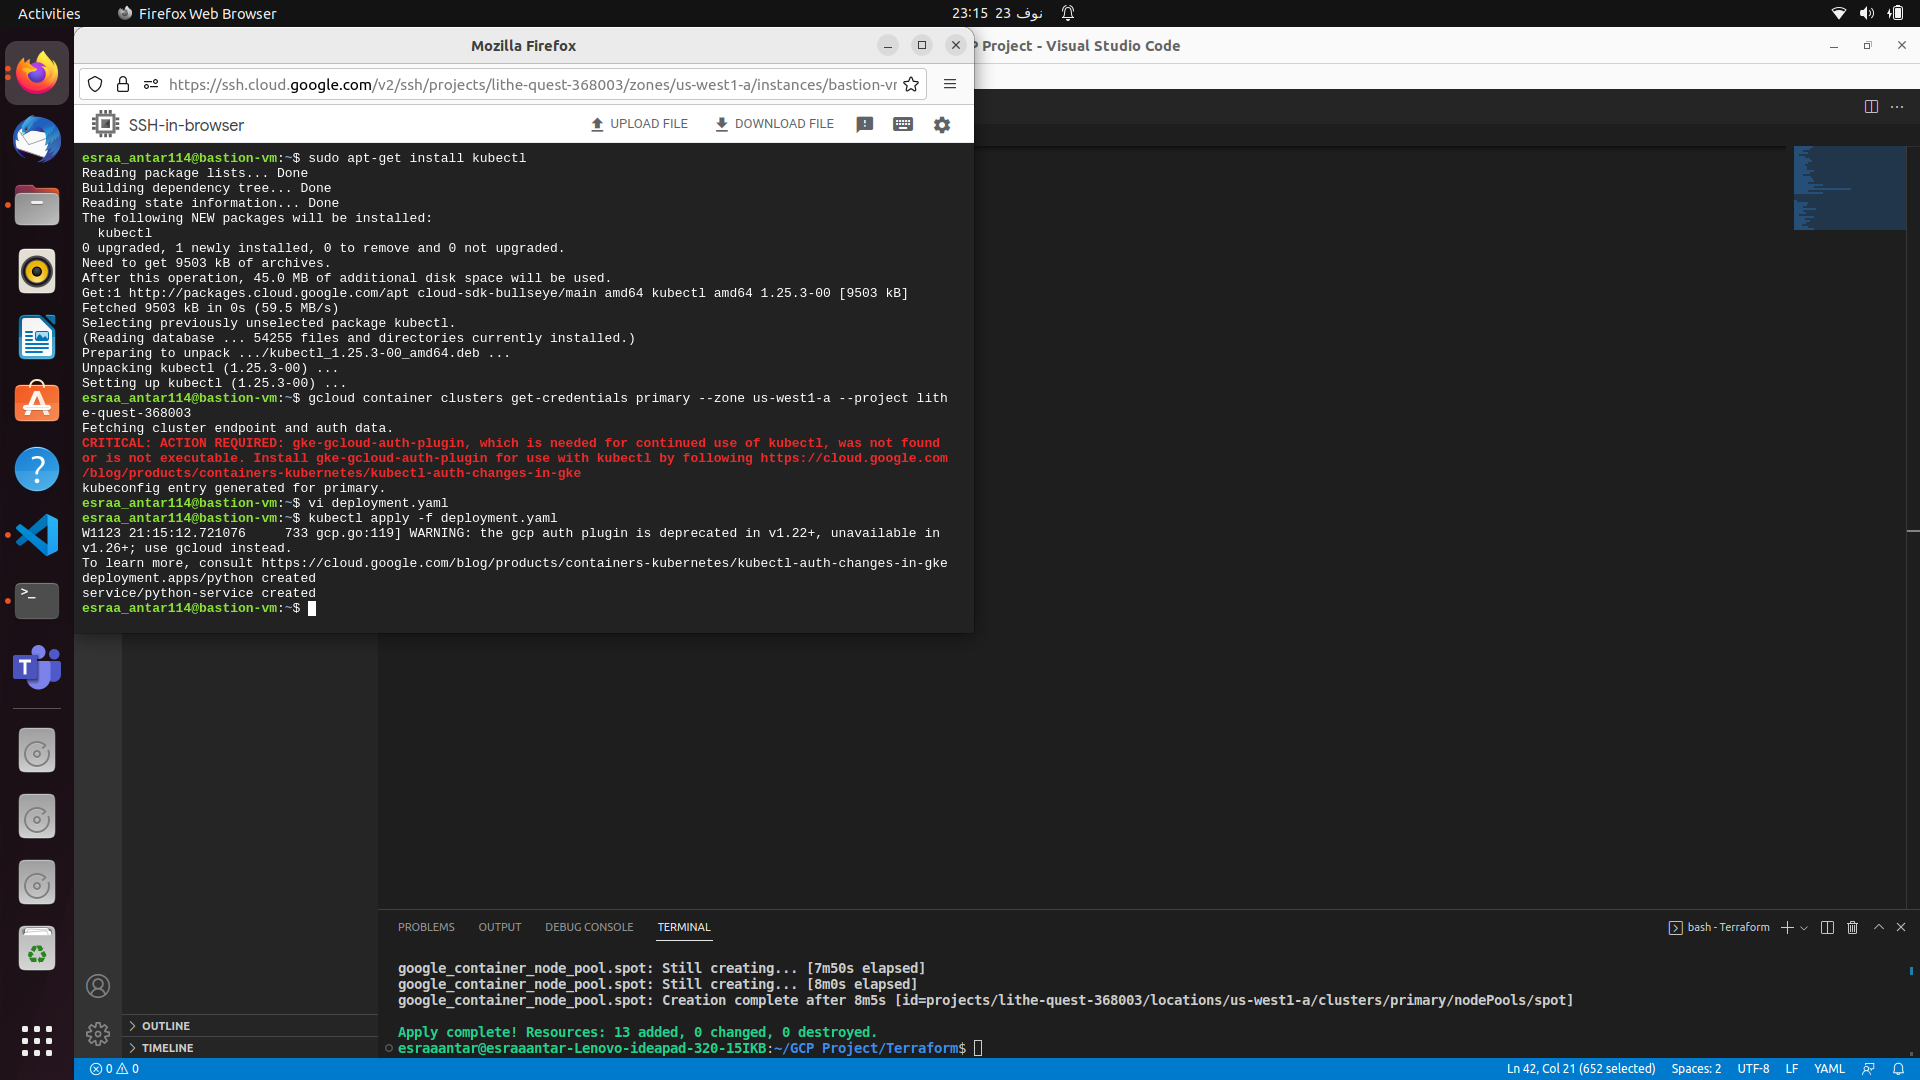 Activities
Firefox Web Browser
23:15 23 نوف
Mozilla Firefox
P Project - Visual Studio Code
https://ssh.cloud.google.com/v2/ssh/projects/lithe-quest-368003/zones/us-west1-a/instances/bastion-vr
SSH-in-browser
UPLOAD FILE
DOWNLOAD FILE
esraa_antar114@bastion-vm:~$ sudo apt-get install kubectl
Reading package lists... Done
Building dependency tree... Done
Reading state information... Done
The following NEW packages will be installed:
  kubectl
0 upgraded, 1 newly installed, 0 to remove and 0 not upgraded.
Need to get 9503 kB of archives.
After this operation, 45.0 MB of additional disk space will be used.
Get:1 http://packages.cloud.google.com/apt cloud-sdk-bullseye/main amd64 kubectl amd64 1.25.3-00 [9503 kB]
Fetched 9503 kB in 0s (59.5 MB/s)
Selecting previously unselected package kubectl.
(Reading database ... 54255 files and directories currently installed.)
Preparing to unpack .../kubectl_1.25.3-00_amd64.deb ...
Unpacking kubectl (1.25.3-00) ...
Setting up kubectl (1.25.3-00) ...
esraa_antar114@bastion-vm:~$ gcloud container clusters get-credentials primary --zone us-west1-a --project lith
e-quest-368003
Fetching cluster endpoint and auth data.
CRITICAL: ACTION REQUIRED: gke-gcloud-auth-plugin, which is needed for continued use of kubectl, was not found
or is not executable. Install gke-gcloud-auth-plugin for use with kubectl by following https://cloud.google.com
/blog/products/containers-kubernetes/kubectl-auth-changes-in-gke
kubeconfig entry generated for primary.
esraa_antar114@bastion-vm:~$ vi deployment.yaml
esraa_antar114@bastion-vm:~$ kubectl apply -f deployment.yaml
W1123 21:15:12.721076     733 gcp.go:119] WARNING: the gcp auth plugin is deprecated in v1.22+, unavailable in
v1.26+; use gcloud instead.
To learn more, consult https://cloud.google.com/blog/products/containers-kubernetes/kubectl-auth-changes-in-gke
deployment.apps/python created
service/python-service created
esraa_antar114@bastion-vm:~$
PROBLEMS
OUTPUT
DEBUG CONSOLE
TERMINAL
bash - Terraform
google_container_node_pool.spot: Still creating... [7m50s elapsed]
google_container_node_pool.spot: Still creating... [8m0s elapsed]
google_container_node_pool.spot: Creation complete after 8m5s [id=projects/lithe-quest-368003/locations/us-west1-a/clusters/primary/nodePools/spot]
Apply complete! Resources: 13 added, 0 changed, 0 destroyed.
esraaantar@esraaantar-Lenovo-ideapad-320-15IKB:~/GCP Project/Terraform$
OUTLINE
TIMELINE
0 0
Ln 42, Col 21 (652 selected)
Spaces: 2
UTF-8
LF
YAML